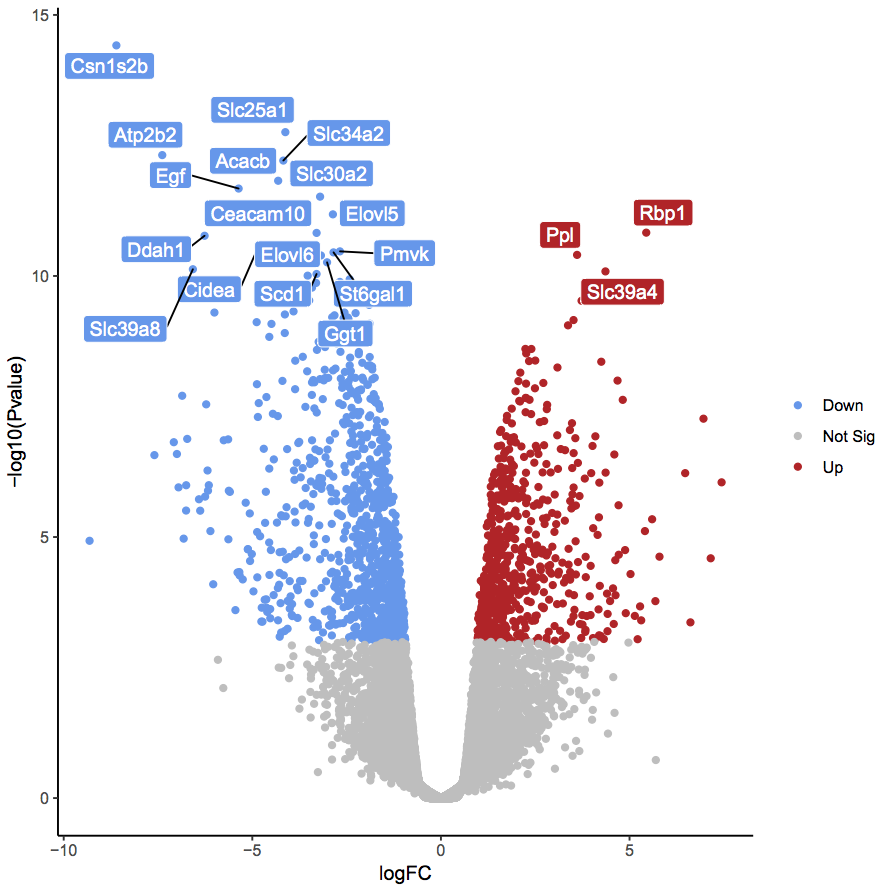 15
Csn1s2b
Slc25a1
Atp2b2
Slc34a2
Acacb
Egf
Slc30a2
Ceacam10
Elovl5
Rbp1
Ppl
Ddah1
Elovl6
Pmvk
10
Cidea
Scd1
St6gal1
Slc39a4
Slc39a8
Ggt1
−log10(Pvalue)
Down
Not Sig
Up
5
0
−10
−5
0
5
logFC